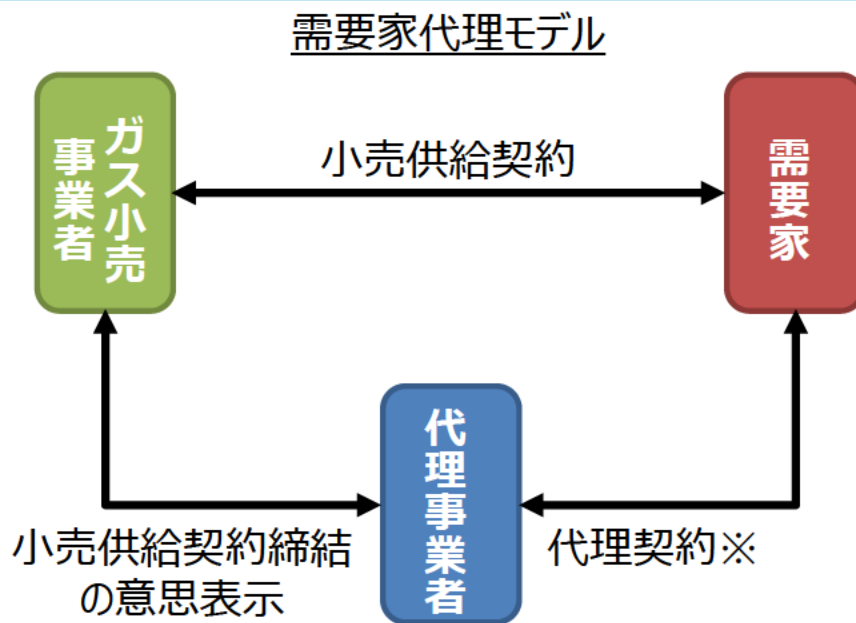 需要家代理モデル
ガス小売
事業者
小売供給契約
需要家
代理事業者
小売供給契約締結
の意思表示
代理契約※